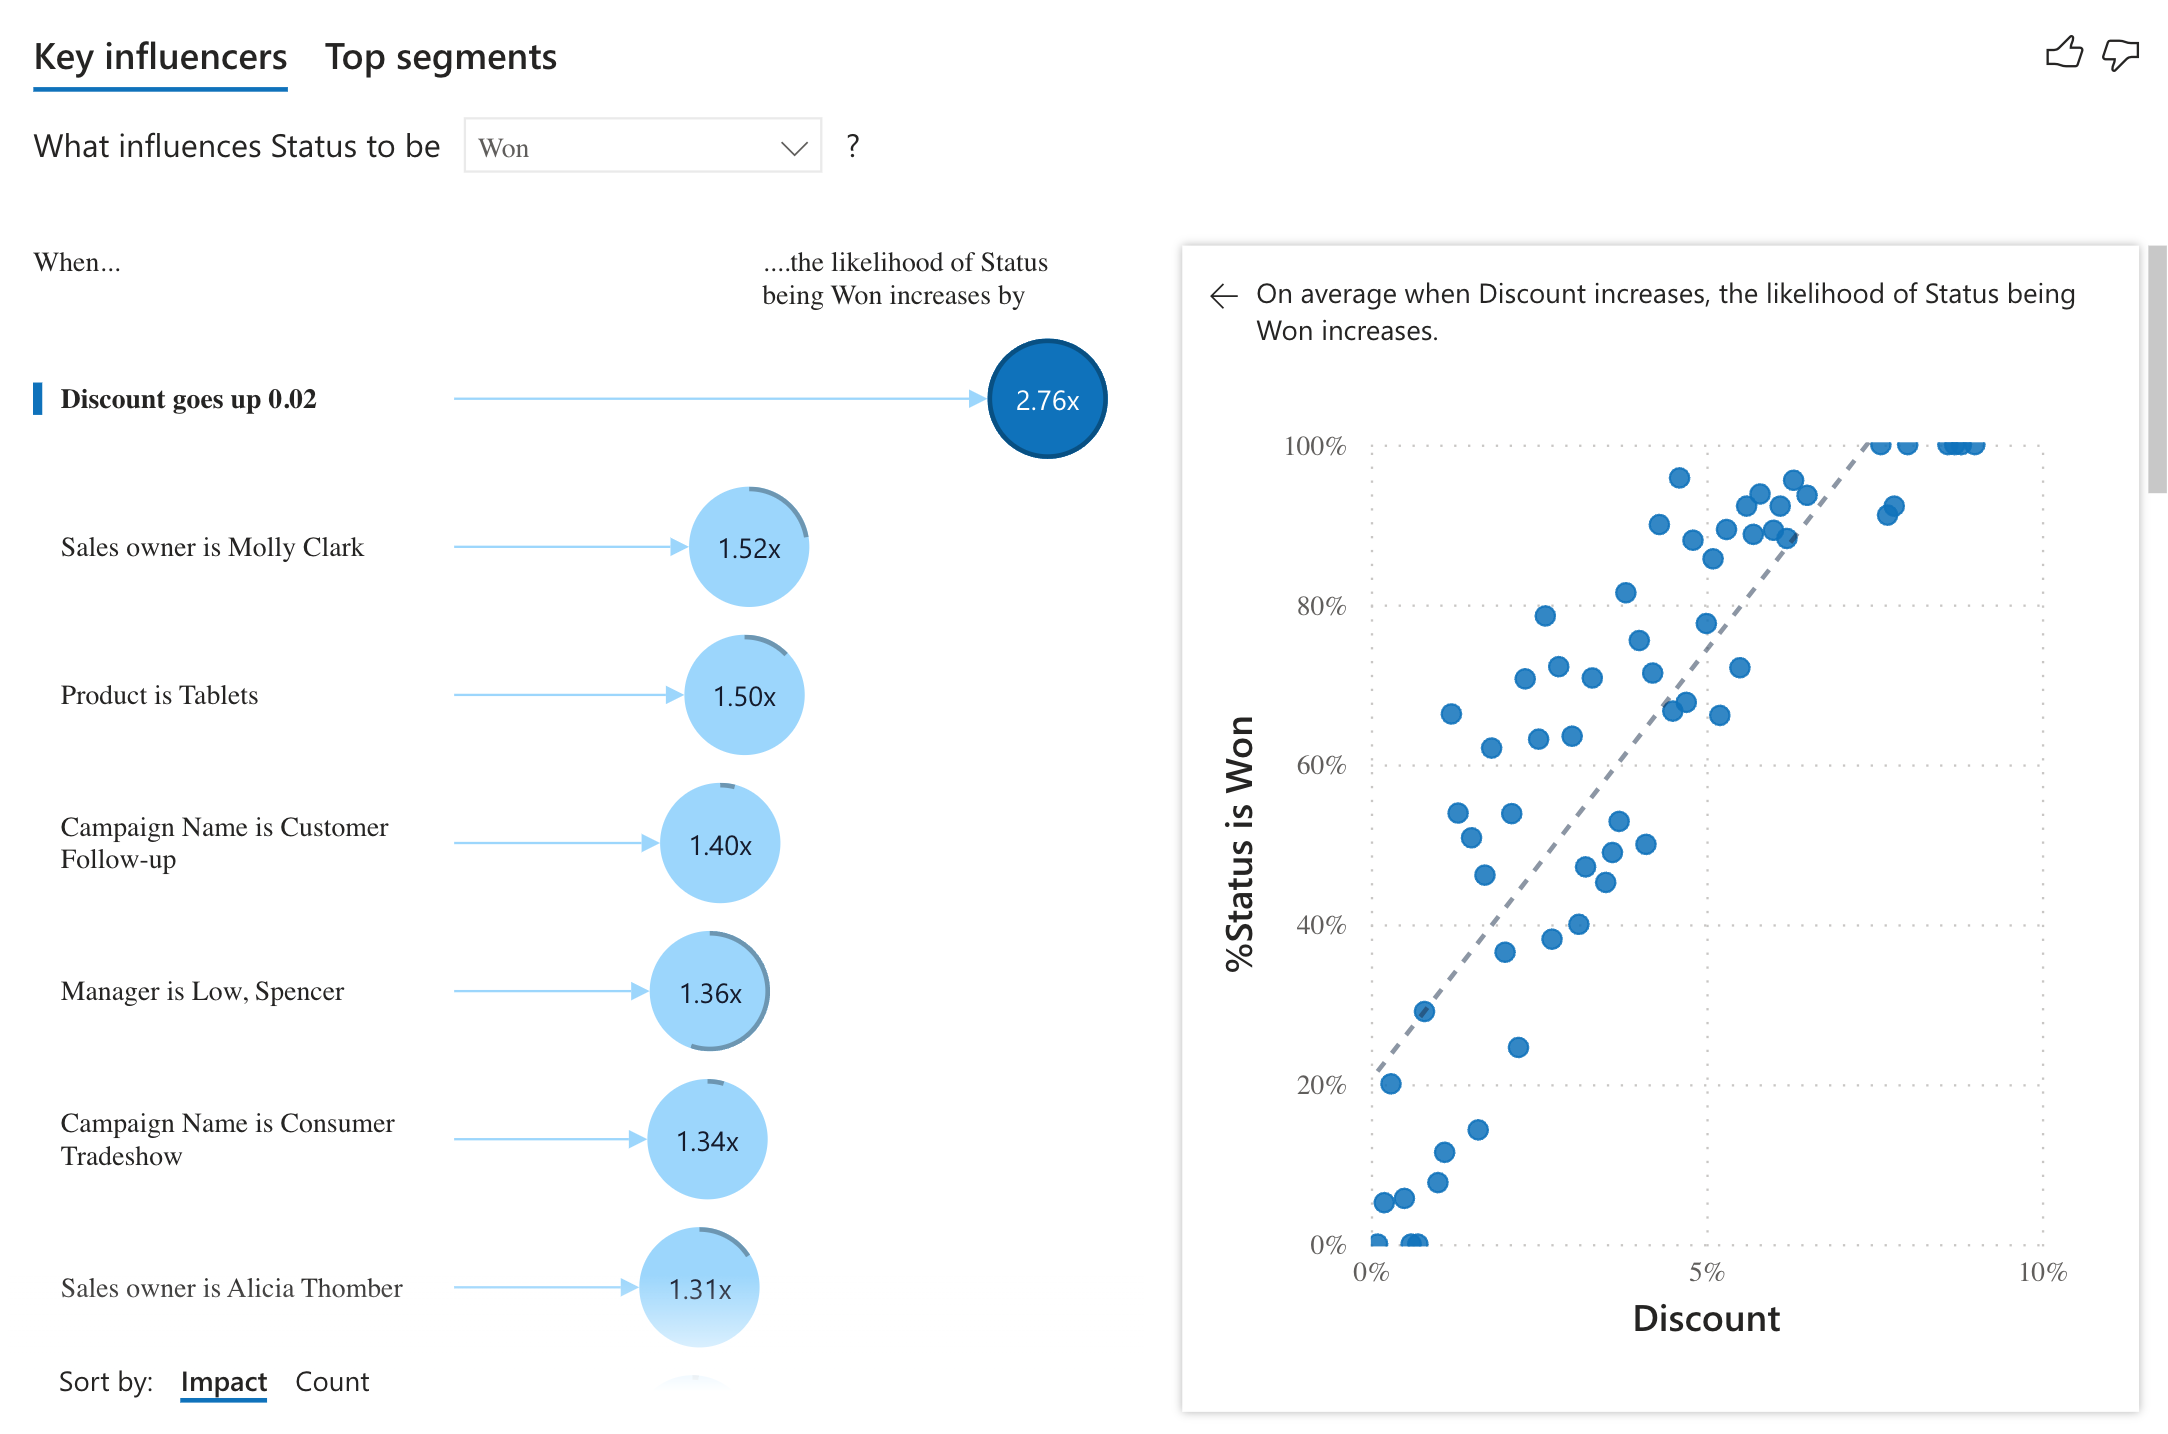 Key influencers Top segments
What influences Status to be Won ?
When...
....the likelihood of Status
being Won increases by
Discount goes up 0.02
2.76x
Sales owner is Molly Clark
1.52x
Product is Tablets
1.50x
Campaign Name is Customer
Follow-up
1.40x
Manager is Low, Spencer
1.36x
Campaign Name is Consumer
Tradeshow
1.34x
Sales owner is Alicia Thomber
1.31x
Sort by: Impact Count
On average when Discount increases, the likelihood of Status being
Won increases.
%Status is Won
100%
80%
60%
40%
20%
0%
0% 5% 10%
Discount